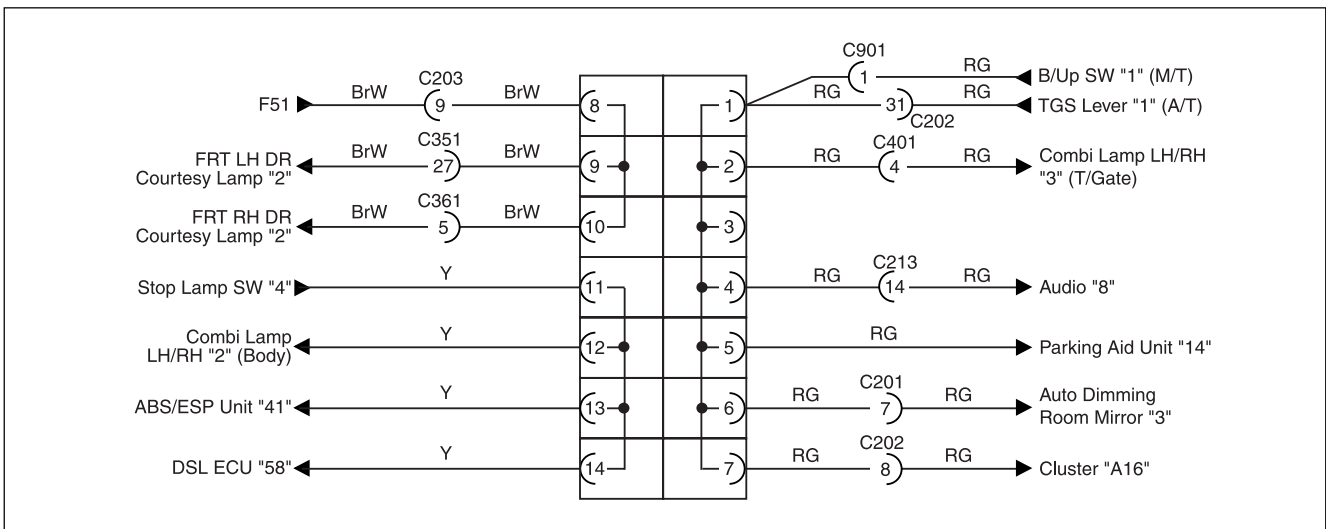 C901
1
RG
B/Up SW "1" (M/T)
F51
BrW
C203
9
BrW
8
1
RG
31
C202
RG
TGS Lever "1" (A/T)
FRT LH DR
Courtesy Lamp "2"
BrW
C351
27
BrW
9
2
RG
C401
4
RG
Combi Lamp LH/RH
"3" (T/Gate)
FRT RH DR
Courtesy Lamp "2"
BrW
C361
5
BrW
10
3
Stop Lamp SW "4"
Y
11
4
RG
C213
14
RG
Audio "8"
Combi Lamp
LH/RH "2" (Body)
Y
12
5
RG
Parking Aid Unit "14"
ABS/ESP Unit "41"
Y
13
6
RG
C201
7
RG
Auto Dimming
Room Mirror "3"
DSL ECU "58"
Y
14
7
RG
C202
8
RG
Cluster "A16"